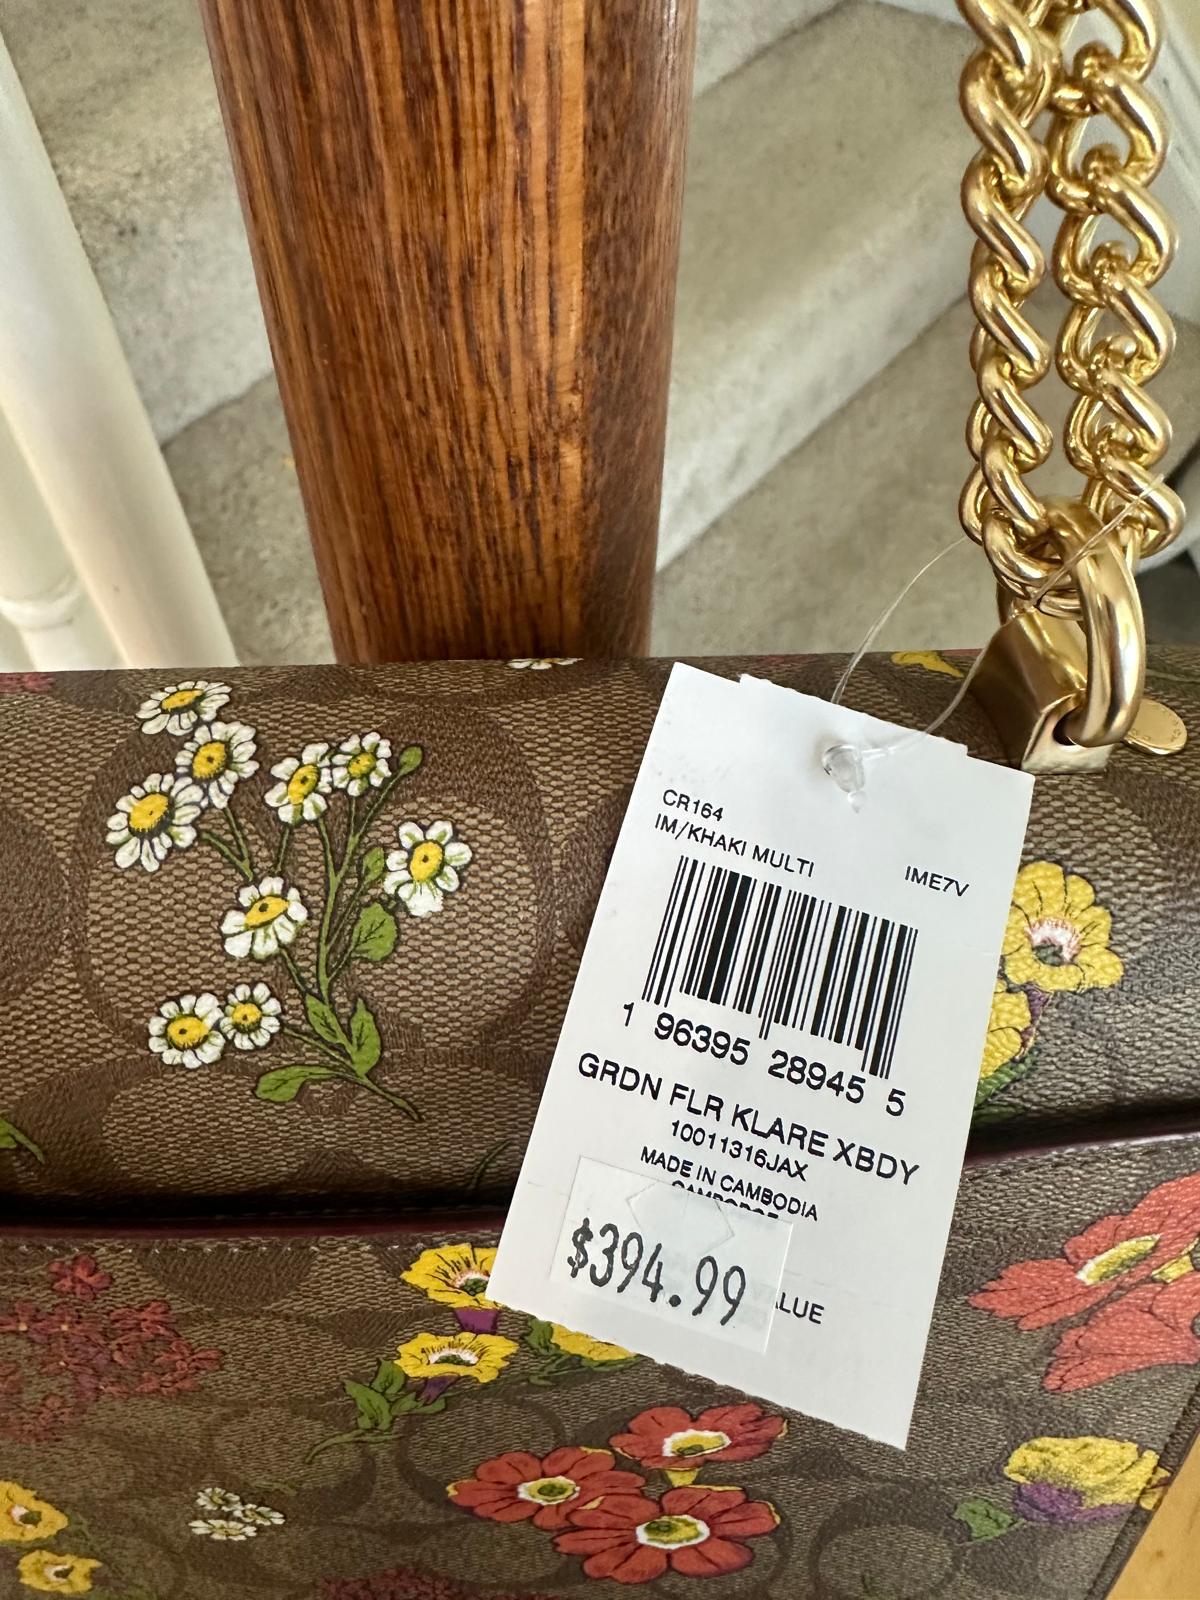 CR164
IM/KHAKI MULTI IME7V
1 96395 28945 5
GRDN FLR KLARE XBDY
10011316JAX
MADE IN CAMBODIA
$394.99